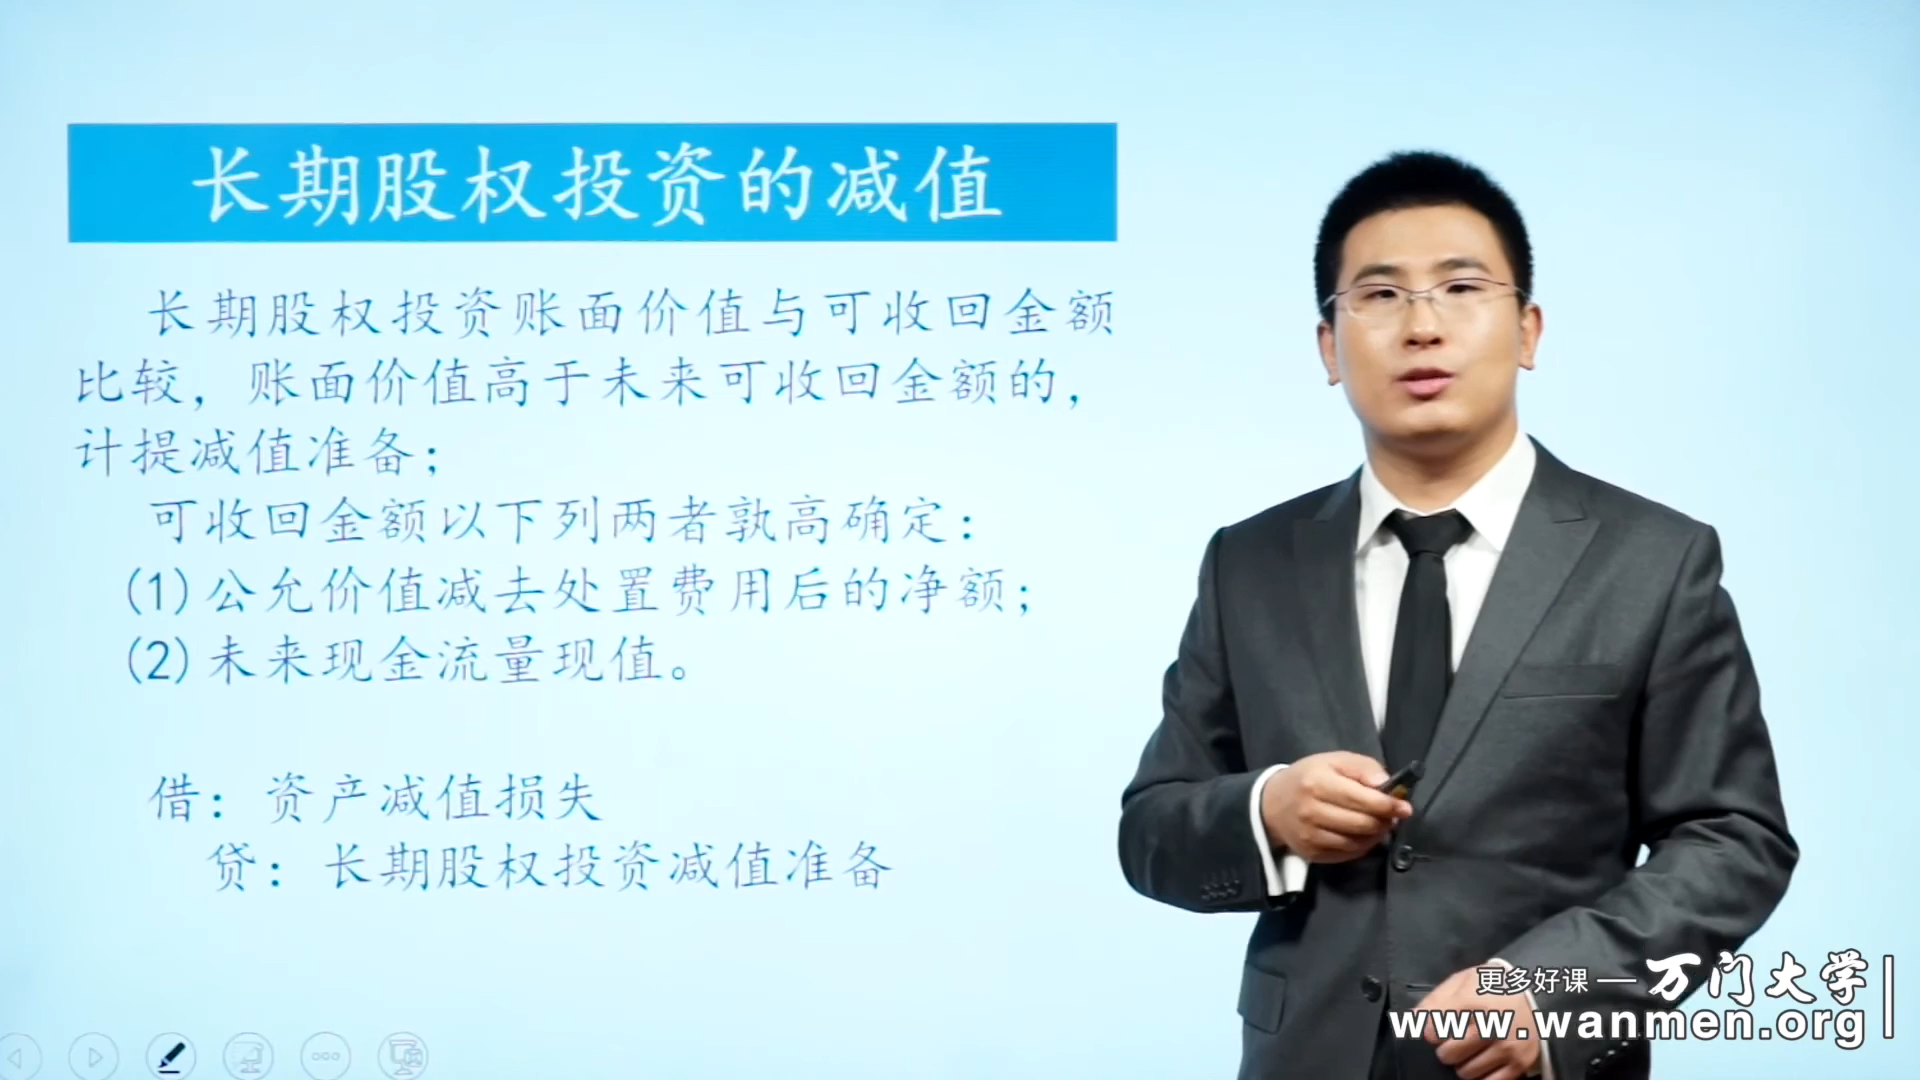 长期股权投资的减值
长期股权投资账面价值与可收回金额
比较，账面价值高于未来可收回金额的，
计提减值准备；
可收回金额以下列两者孰高确定：
(1)公允价值减去处置费用后的净额；
(2)未来现金流量现值。
借：资产减值损失
贷：长期股权投资减值准备
更多好课 — 万门大学
www.wanmen.org